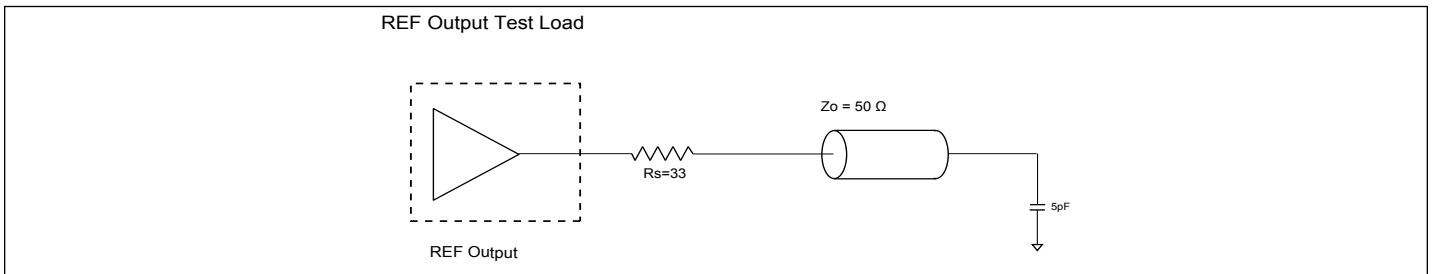 REF Output Test Load
Zo = 50 Ω
Rs=33
5pF
REF Output